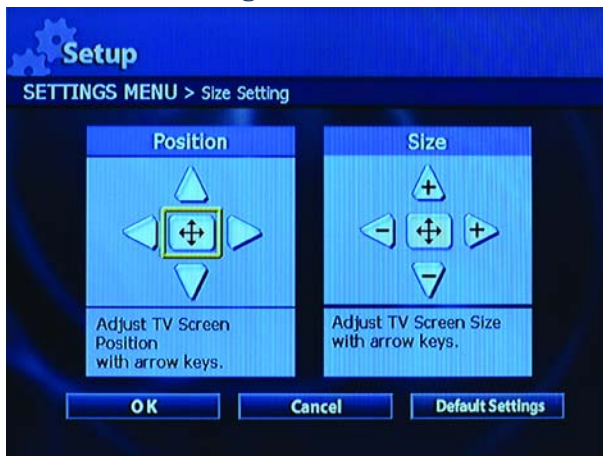 Setup
SETTINGS MENU > Size Setting
Position
Size
+
- +
-
Adjust TV Screen
Position
with arrow keys.
Adjust TV Screen Size
with arrow keys.
OK
Cancel
Default Settings